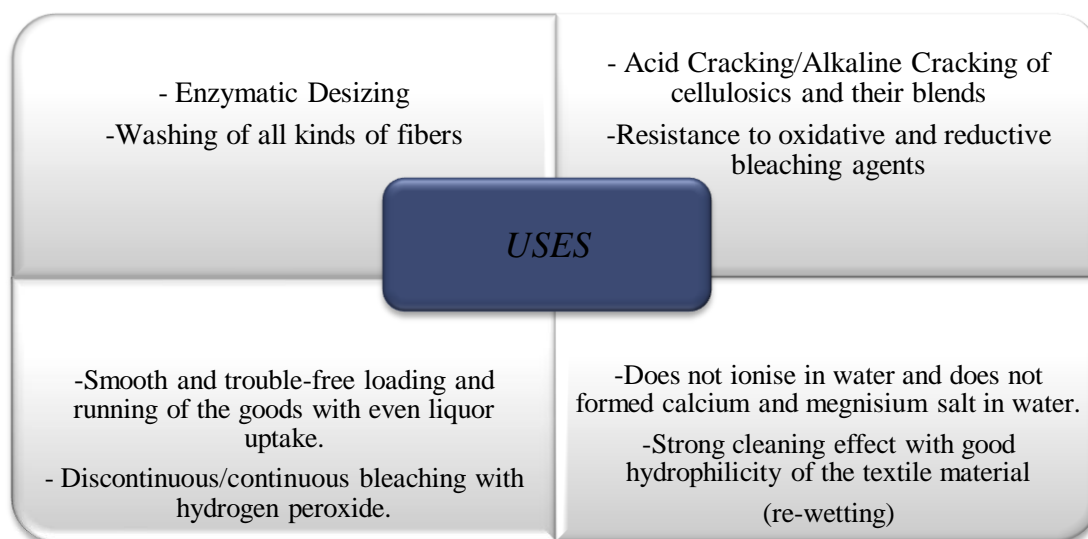 - Enzymatic Desizing
-Washing of all kinds of fibers
- Acid Cracking/Alkaline Cracking of
cellulosics and their blends
-Resistance to oxidative and reductive
bleaching agents
USES
-Smooth and trouble-free loading and
running of the goods with even liquor
uptake.
- Discontinuous/continuous bleaching with
hydrogen peroxide.
-Does not ionise in water and does not
formed calcium and megnisium salt in water.
-Strong cleaning effect with good
hydrophilicity of the textile material
(re-wetting)